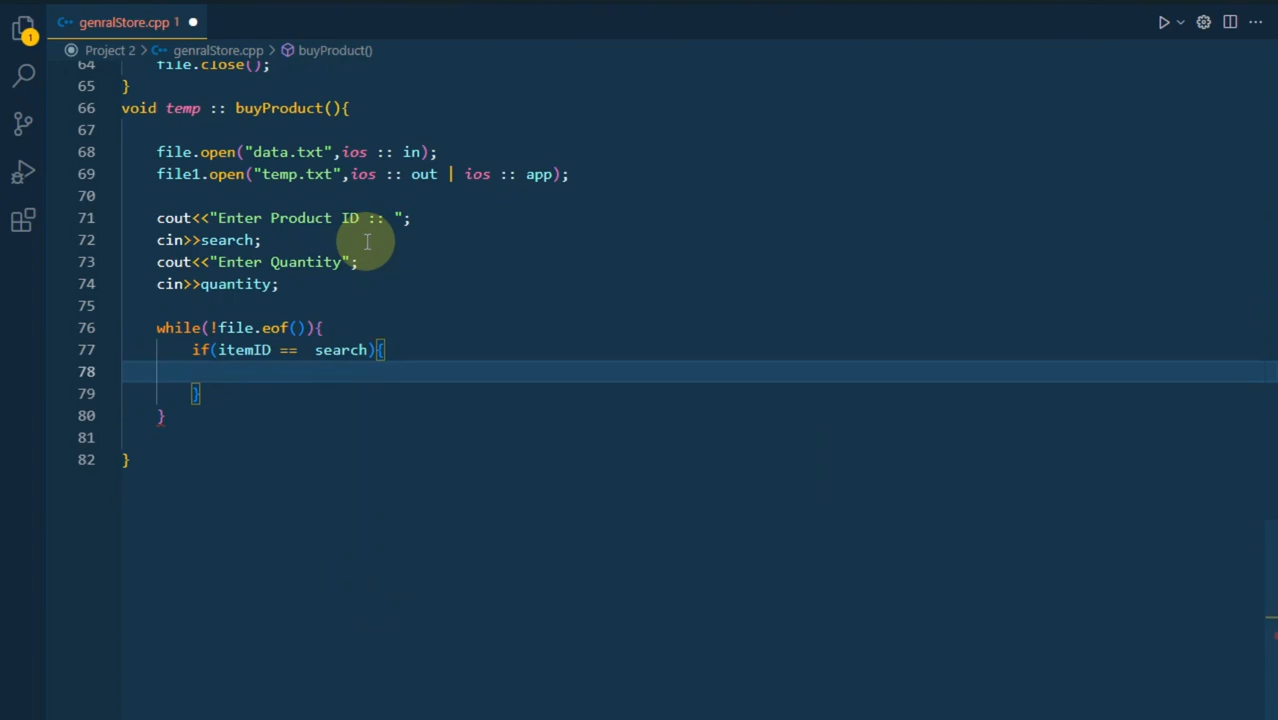 genralStore.cpp 1
1
Project 2 > genralStore.cpp > buyProduct()
64 file.close();
65 }
66 void temp :: buyProduct(){
67
68 file.open("data.txt",ios :: in);
69 file1.open("temp.txt",ios :: out | ios :: app);
70
71 cout<<"Enter Product ID :: ";
72 cin>>search;
73 cout<<"Enter Quantity";
74 cin>>quantity;
75
76 while(!file.eof()){
77 if(itemID ==  search){
78
79 }
80 }
81
82 }